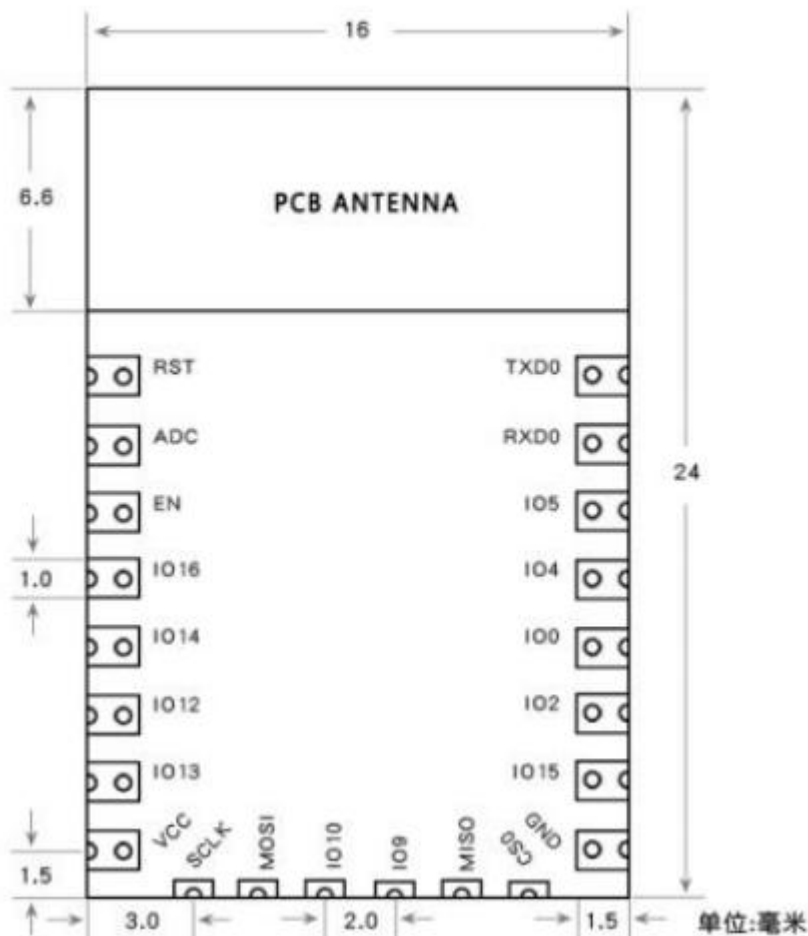 16
6.6
PCB ANTENNA
RST TXD0
ADC RXD0
24
EN IO5
1.0 IO16 IO4
IO14 IO0
IO12 IO2
IO13 IO15
VCC SCLK MOSI IO10 IO9 MISO CS0 GND
1.5
3.0 2.0 1.5 单位:毫米